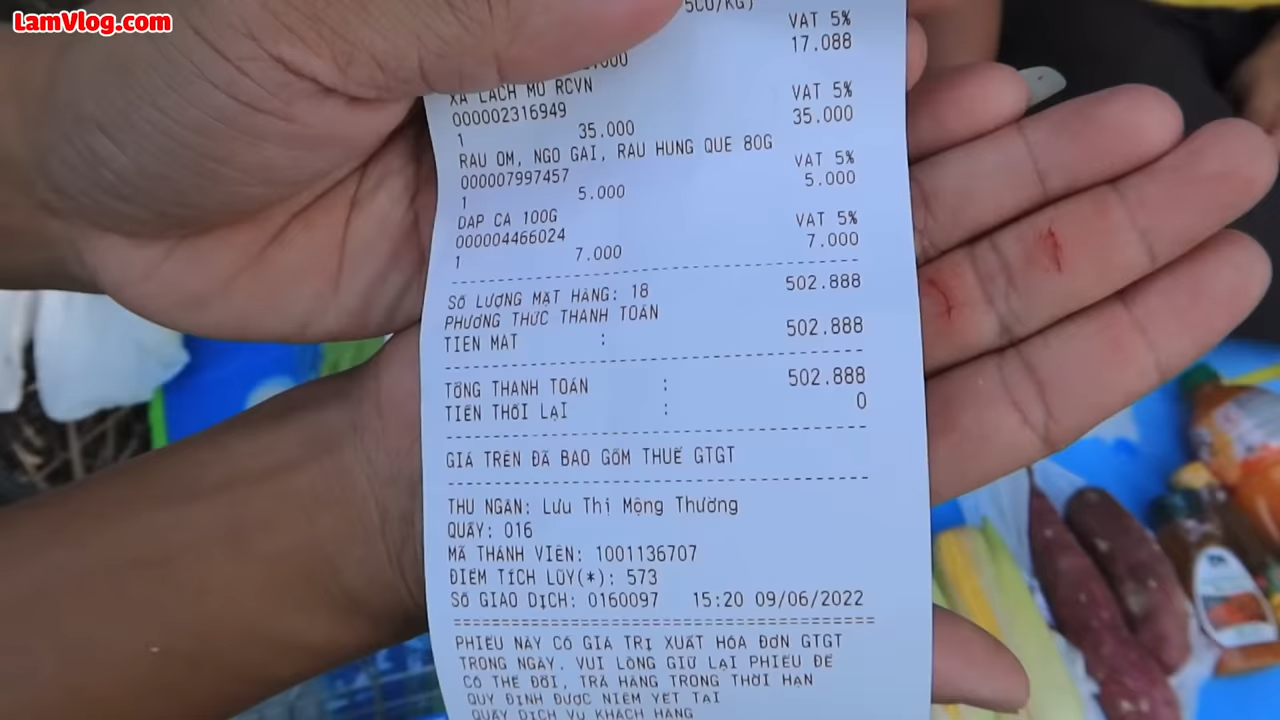 LamVlog.com
5CU/KG)
VAT 5%
17.088
XA LACH MO RCVN
000002316949 VAT 5%
1 35.000 35.000
RAU OM, NGO GAI, RAU HUNG QUE 80G
000007997457 VAT 5%
1 5.000 5.000
DAP CA 100G
000004466024 VAT 5%
1 7.000 7.000
SỐ LƯỢNG MẶT HÀNG: 18 502.888
PHƯƠNG THỨC THANH TOÁN
TIEN MAT : 502.888
TỔNG THANH TOÁN : 502.888
TIỀN THỐI LẠI : 0
GIÁ TRÊN ĐÃ BAO GỒM THUẾ GTGT
THU NGÂN: Lưu Thị Mộng Thường
QUẦY: 016
MÃ THÀNH VIÊN: 1001136707
ĐIỂM TÍCH LŨY(*): 573
SỐ GIAO DỊCH: 0160097 15:20 09/06/2022
PHIẾU NÀY CÓ GIÁ TRỊ XUẤT HÓA ĐƠN GTGT
TRONG NGÀY. VUI LÒNG GIỮ LẠI PHIẾU ĐỂ
CÓ THỂ ĐỔI, TRẢ HÀNG TRONG THỜI HẠN
QUY ĐỊNH ĐƯỢC NIÊM YẾT TẠI
QUẦY DỊCH VỤ KHÁCH HÀNG